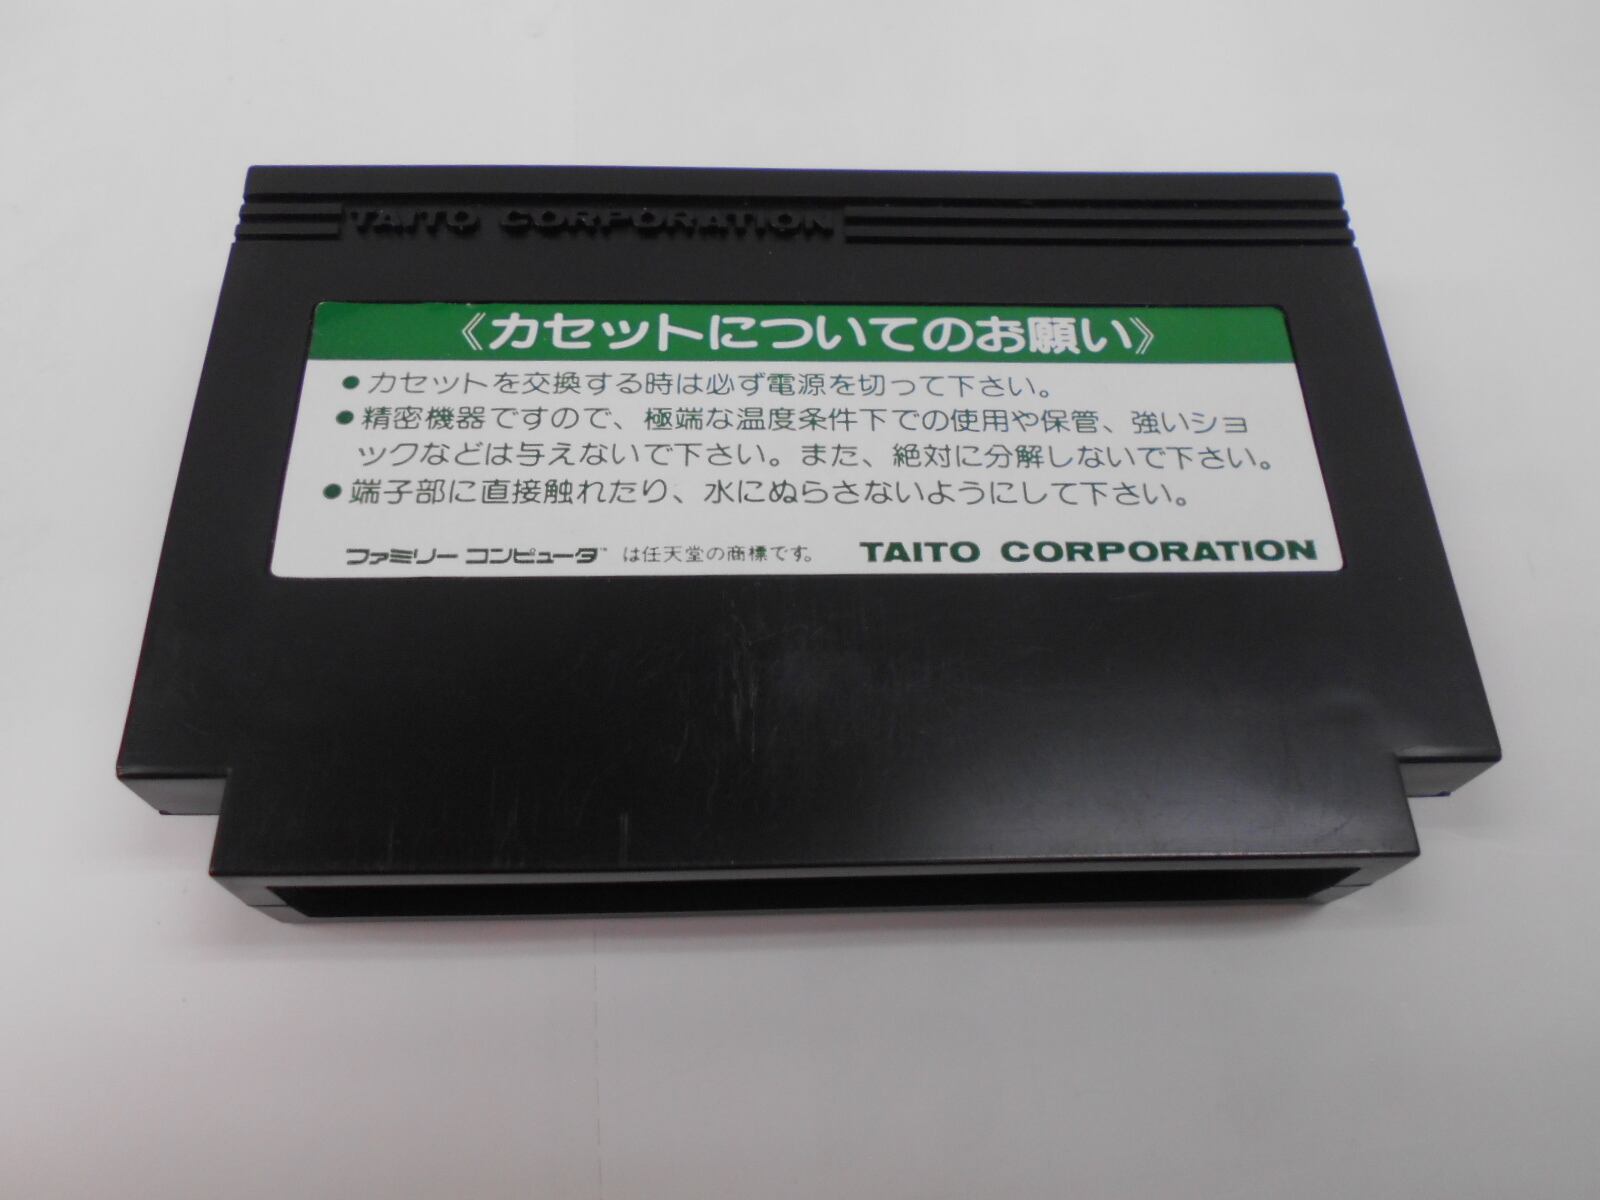 TAITO CORPORATION
《カセットについてのお願い》
●カセットを交換する時は必ず電源を切って下さい。
●精密機器ですので、極端な温度条件下での使用や保管、強いショ
ックなどは与えないで下さい。また、絶対に分解しないで下さい。
●端子部に直接触れたり、水にぬらさないようにして下さい。
ファミリーコンピュータ™は任天堂の商標です。 TAITO CORPORATION